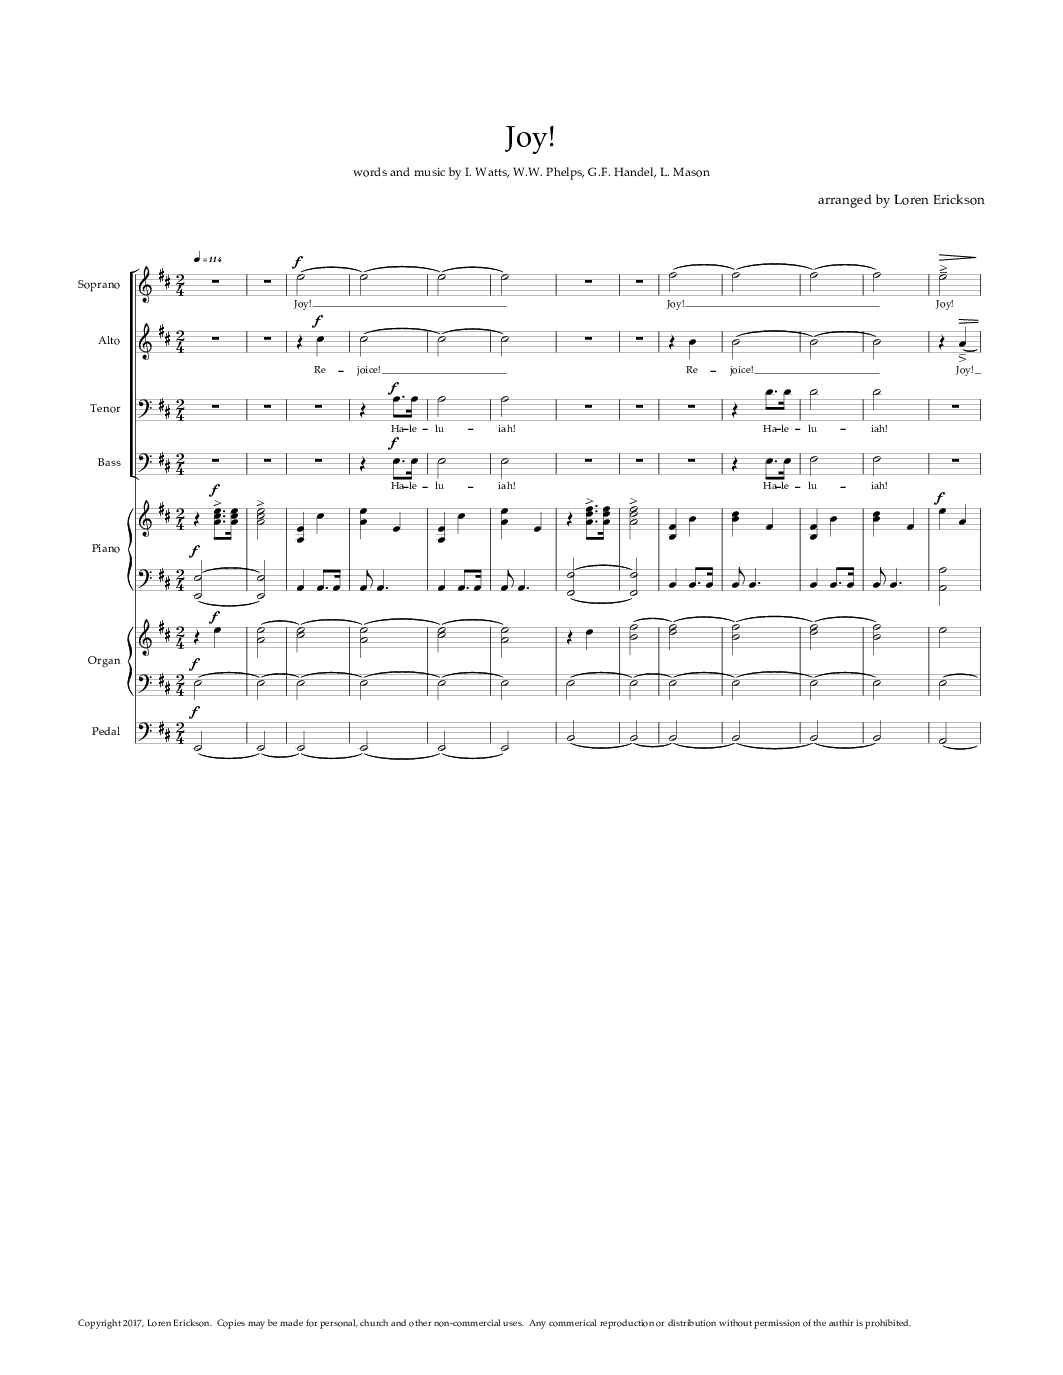 Joy!
words and music by I. Watts, W.W. Phelps, G.F. Handel, L. Mason
arranged by Loren Erickson
= 114
f
Soprano
Joy! Joy! Joy!
f
Alto
Re - joice! Re - joice! Joy!
f
Tenor
Ha - le - lu - iah! Ha - le - lu - iah!
f
Bass
Ha - le - lu - iah! Ha - le - lu - iah!
f f
Piano
f
f
Organ
f
f
Pedal
Copyright 2017, Loren Erickson. Copies may be made for personal, church and other non-commercial uses. Any commerical reproduction or distribution without permission of the authir is prohibited.